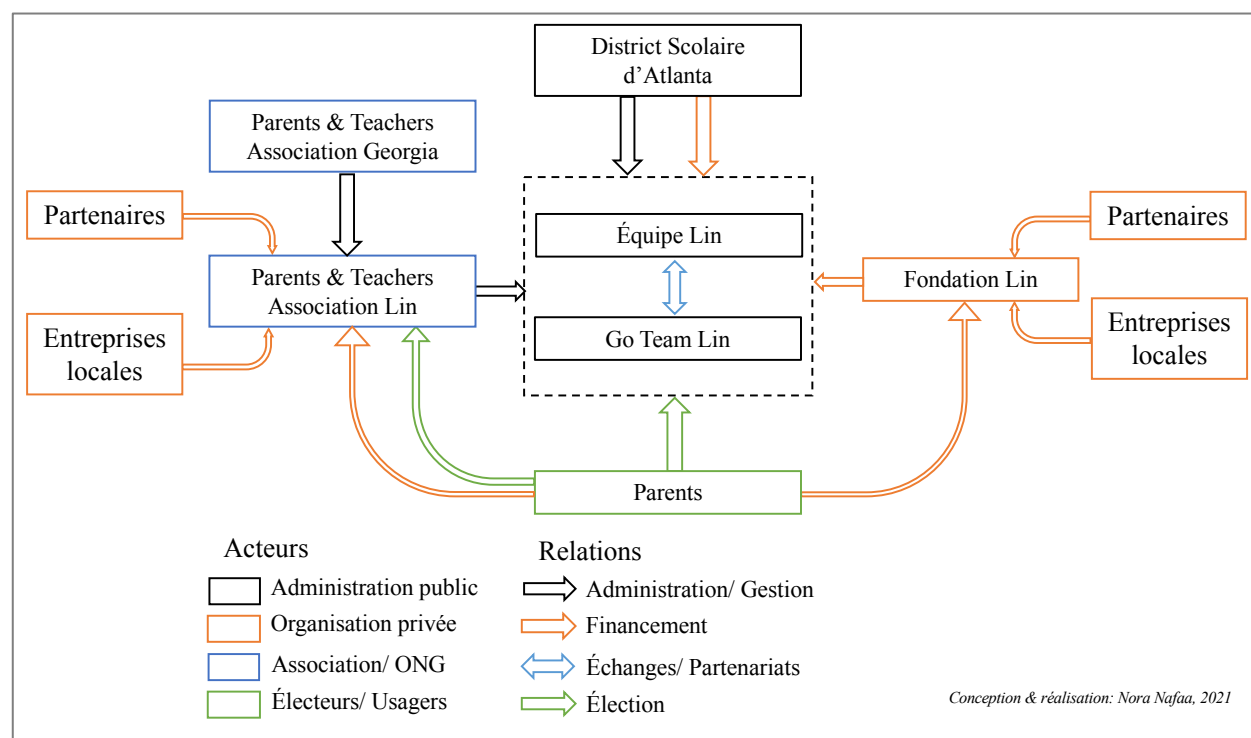 District Scolaire
d’Atlanta
Parents & Teachers
Association Georgia
Partenaires
Partenaires
Équipe Lin
Parents & Teachers
Association Lin
Fondation Lin
Entreprises
locales
Go Team Lin
Entreprises
locales
Parents
Acteurs
Administration public
Organisation privée
Association/ ONG
Électeurs/ Usagers
Relations
Administration/ Gestion
Financement
Échanges/ Partenariats
Élection
Conception & réalisation: Nora Nafaa, 2021